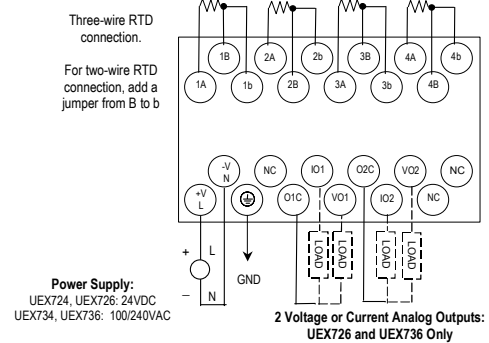 Three-wire RTD
connection.
For two-wire RTD
connection, add a
jumper from B to b
1B 2A 2b 3B 4A 4b
1A 1b 2B 3A 3b 4B
-V
N
NC IO1 O2C VO2 NC
+V
L
O1C VO1 IO2 NC
LOAD LOAD LOAD LOAD
+ L
GND
– N
Power Supply:
UEX724, UEX726: 24VDC
UEX734, UEX736: 100/240VAC
2 Voltage or Current Analog Outputs:
UEX726 and UEX736 Only